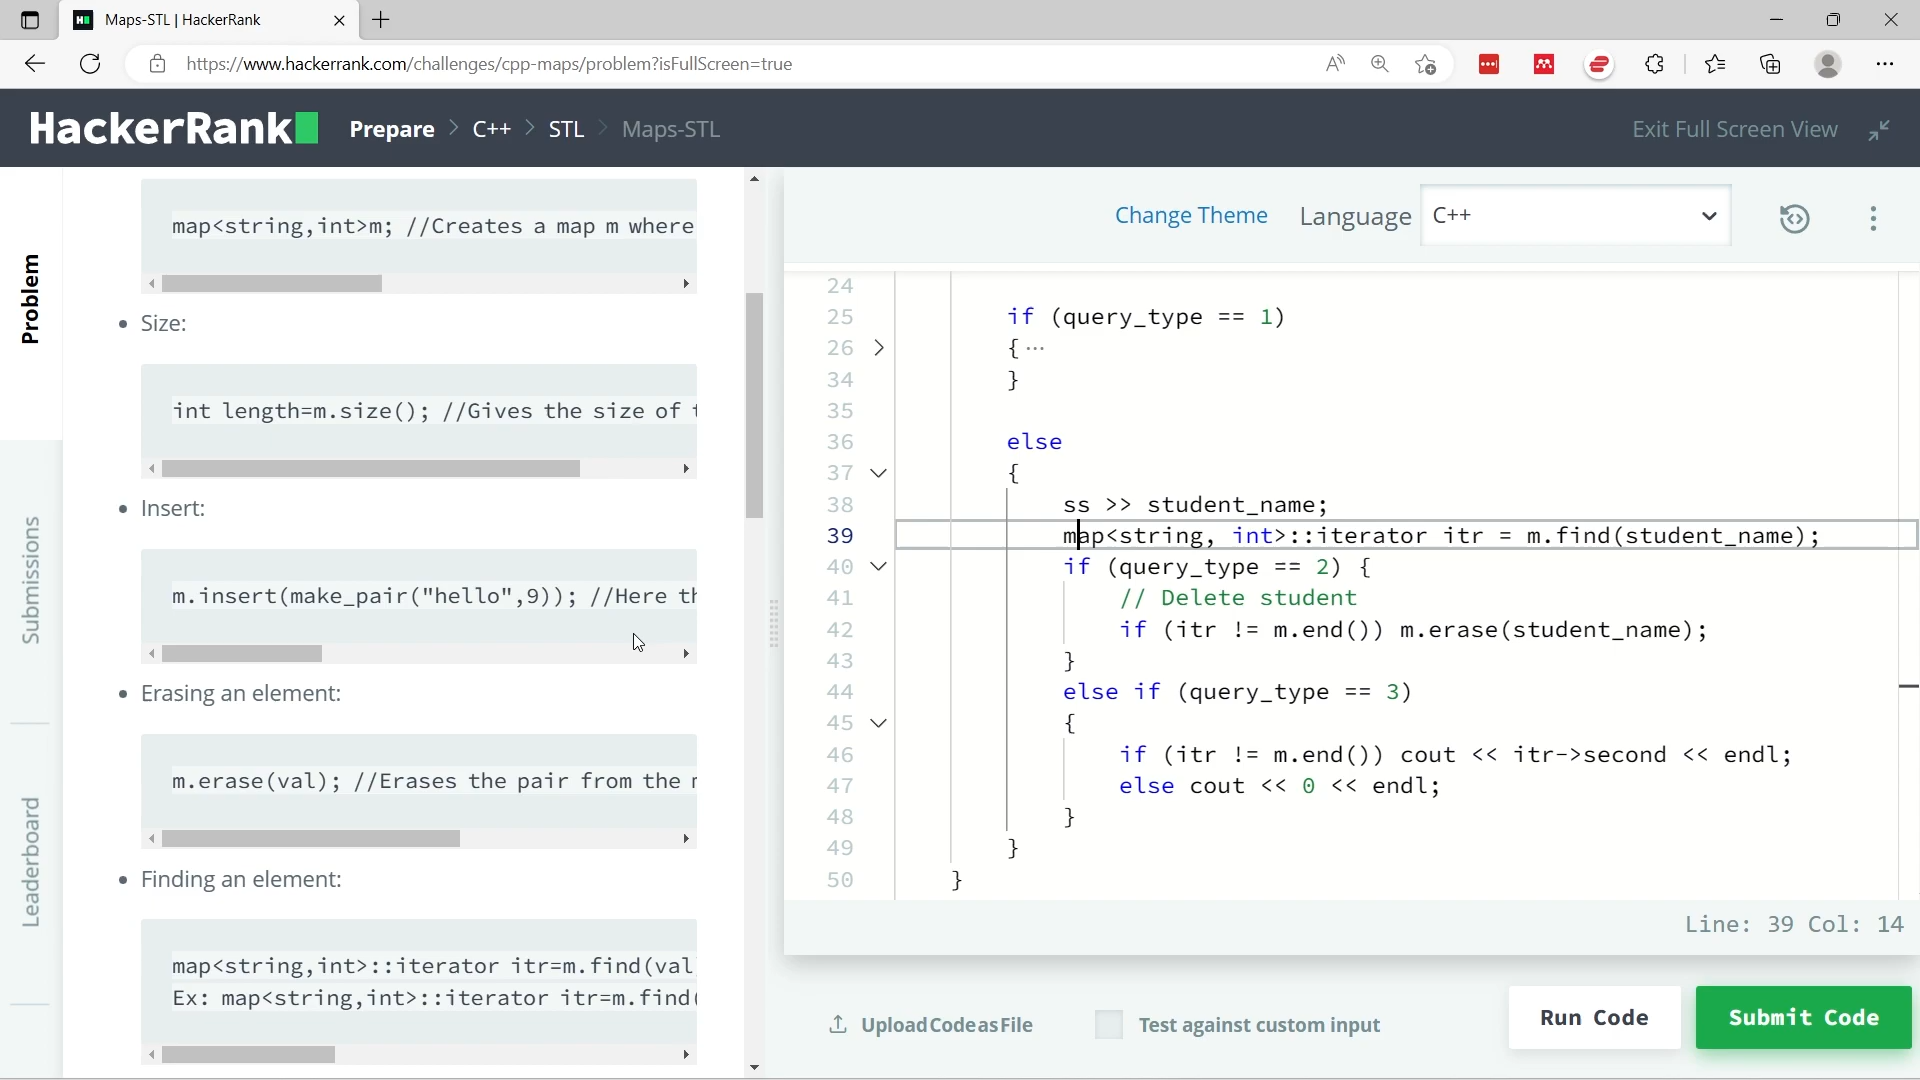 Maps-STL | HackerRank
https://www.hackerrank.com/challenges/cpp-maps/problem?isFullScreen=true
HackerRank
Prepare > C++ > STL > Maps-STL
Exit Full Screen View
Problem
Submissions
Leaderboard
map<string,int>m; //Creates a map m where
• Size:
int length=m.size(); //Gives the size of
• Insert:
m.insert(make_pair("hello",9)); //Here
• Erasing an element:
m.erase(val); //Erases the pair from the
• Finding an element:
map<string,int>::iterator itr=m.find(val
Ex: map<string,int>::iterator itr=m.find(
Change Theme Language C++
24
25 if (query_type == 1)
26 { ···
34 }
35
36 else
37 {
38 ss >> student_name;
39 map<string, int>::iterator itr = m.find(student_name);
40 if (query_type == 2) {
41 // Delete student
42 if (itr != m.end()) m.erase(student_name);
43 }
44 else if (query_type == 3)
45 {
46 if (itr != m.end()) cout << itr->second << endl;
47 else cout << 0 << endl;
48 }
49 }
50 }
Line: 39 Col: 14
Upload Code as File
Test against custom input
Run Code
Submit Code